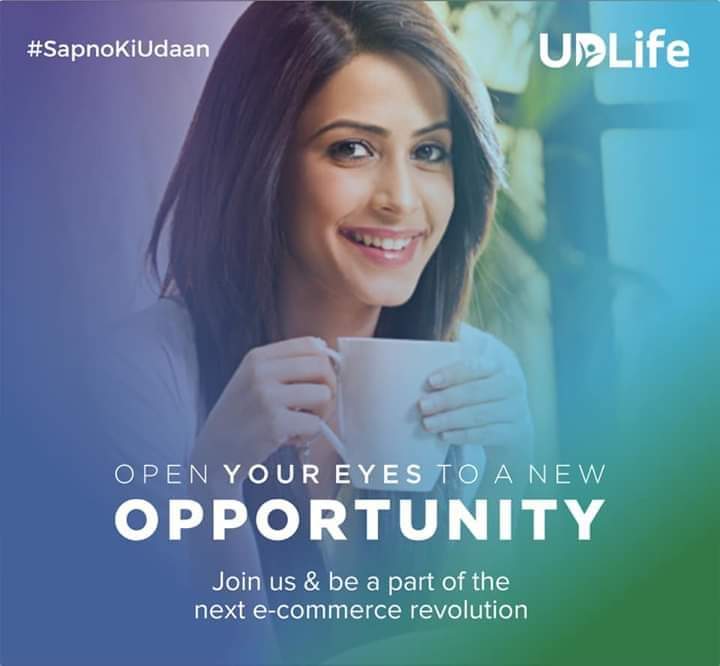 #SapnoKiUdaan
UDLife
OPEN YOUR EYES TO A NEW
OPPORTUNITY
Join us & be a part of the
next e-commerce revolution